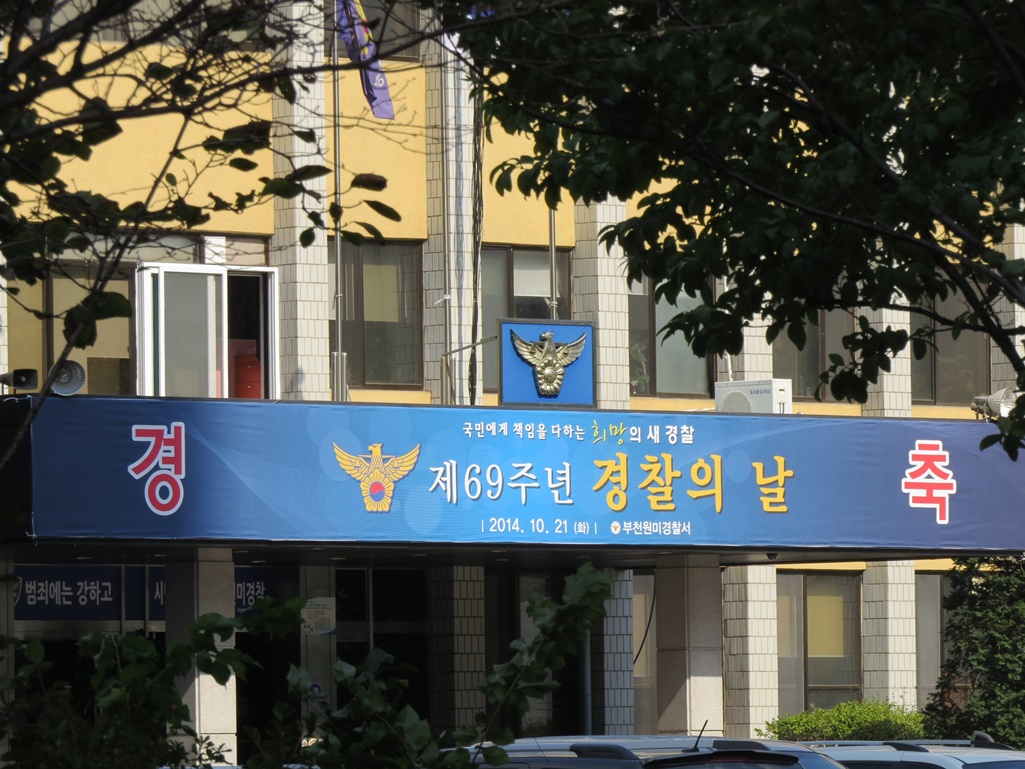 국민에게 책임을 다하는 희망의 새 경찰
경 제69주년 경찰의 날 축
2014. 10. 21 (화) 부천원미경찰서
범죄에는 강하고